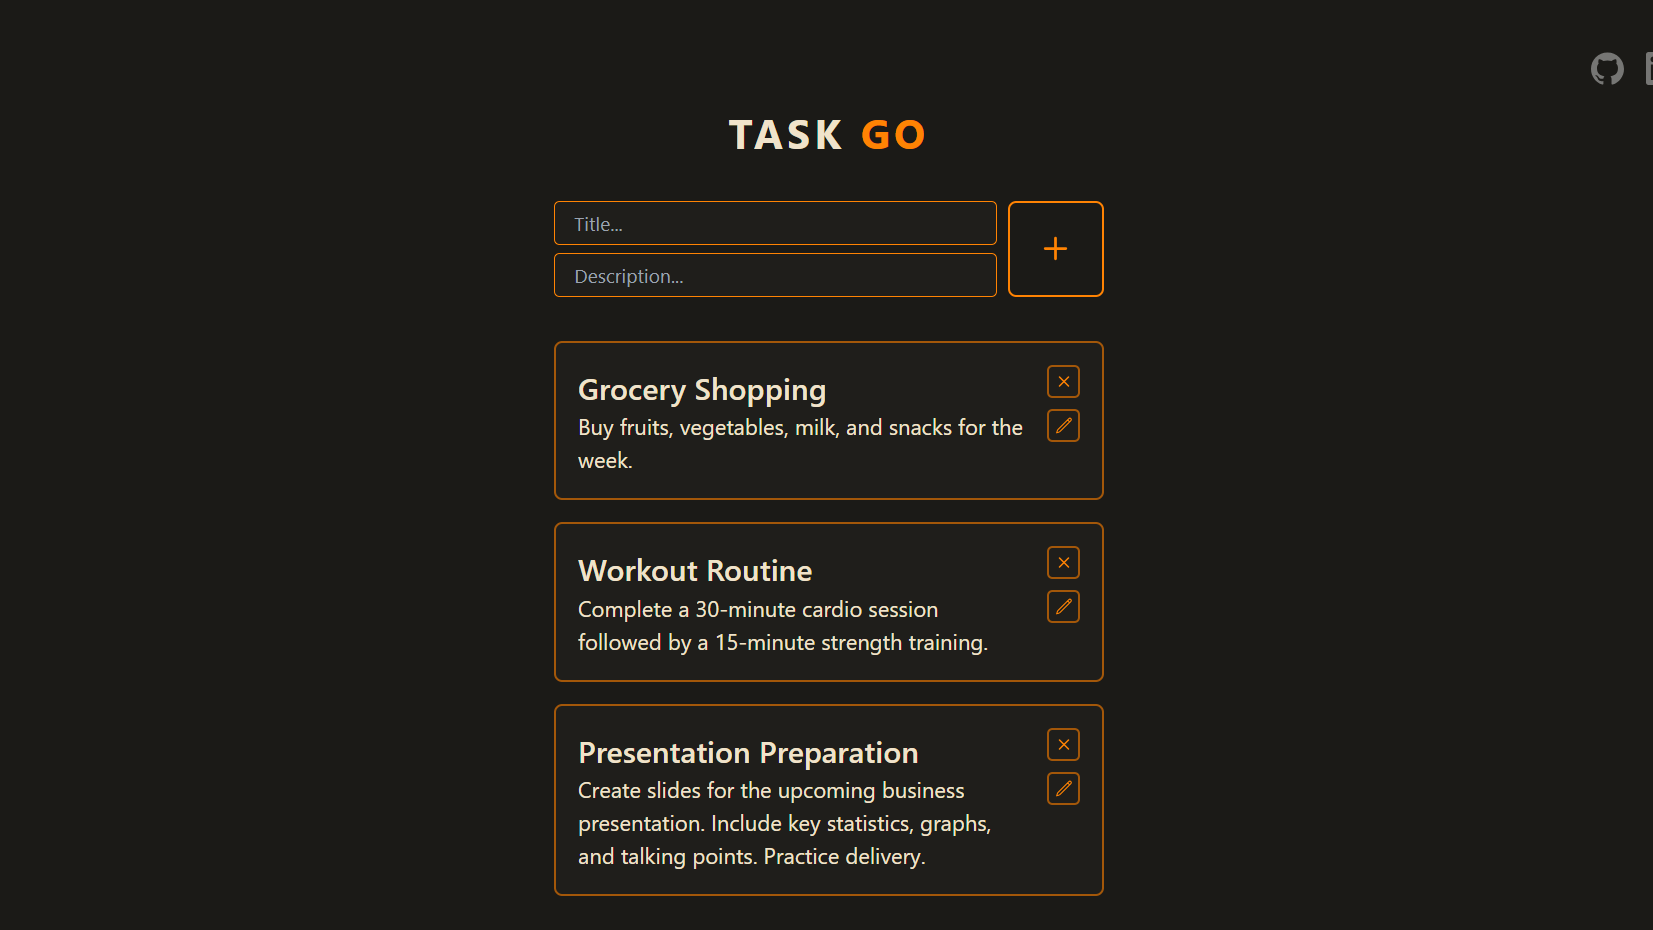 TASK GO
Title...
Description...
Grocery Shopping
Buy fruits, vegetables, milk, and snacks for the
week.
Workout Routine
Complete a 30-minute cardio session
followed by a 15-minute strength training.
Presentation Preparation
Create slides for the upcoming business
presentation. Include key statistics, graphs,
and talking points. Practice delivery.